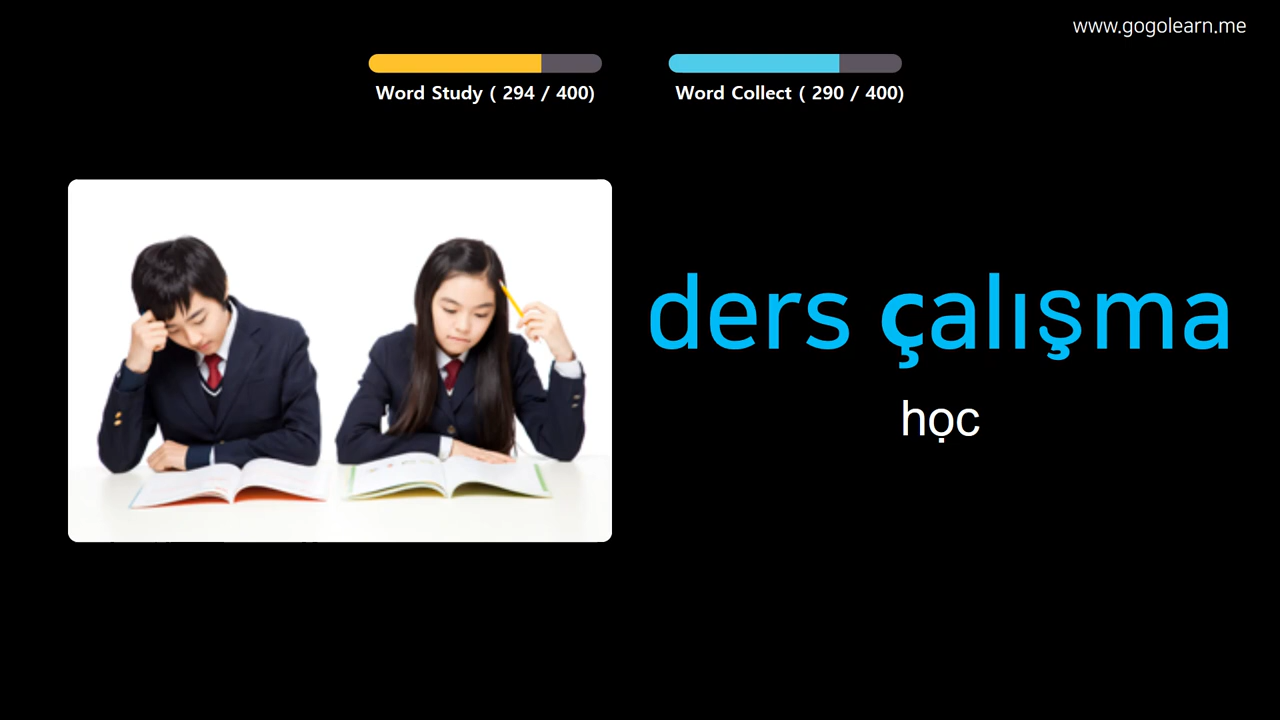 www.gogolearn.me
Word Study ( 294 / 400)
Word Collect ( 290 / 400)
ders çalışma
học